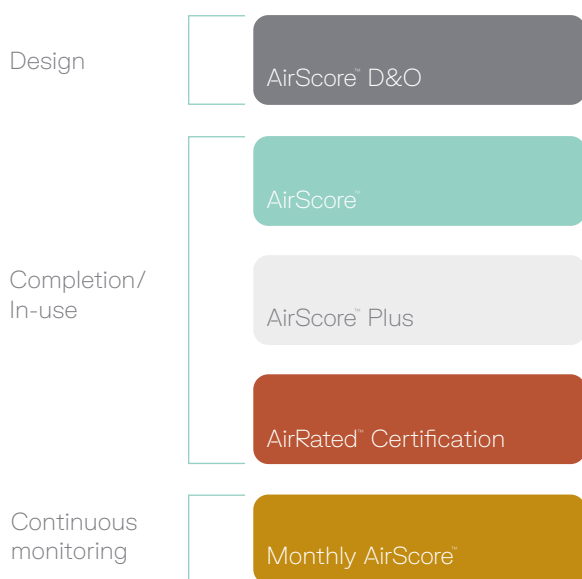 Design
AirScore™ D&O
AirScore™
Completion/
In-use
AirScore™ Plus
AirRated™ Certification
Continuous
monitoring
Monthly AirScore™